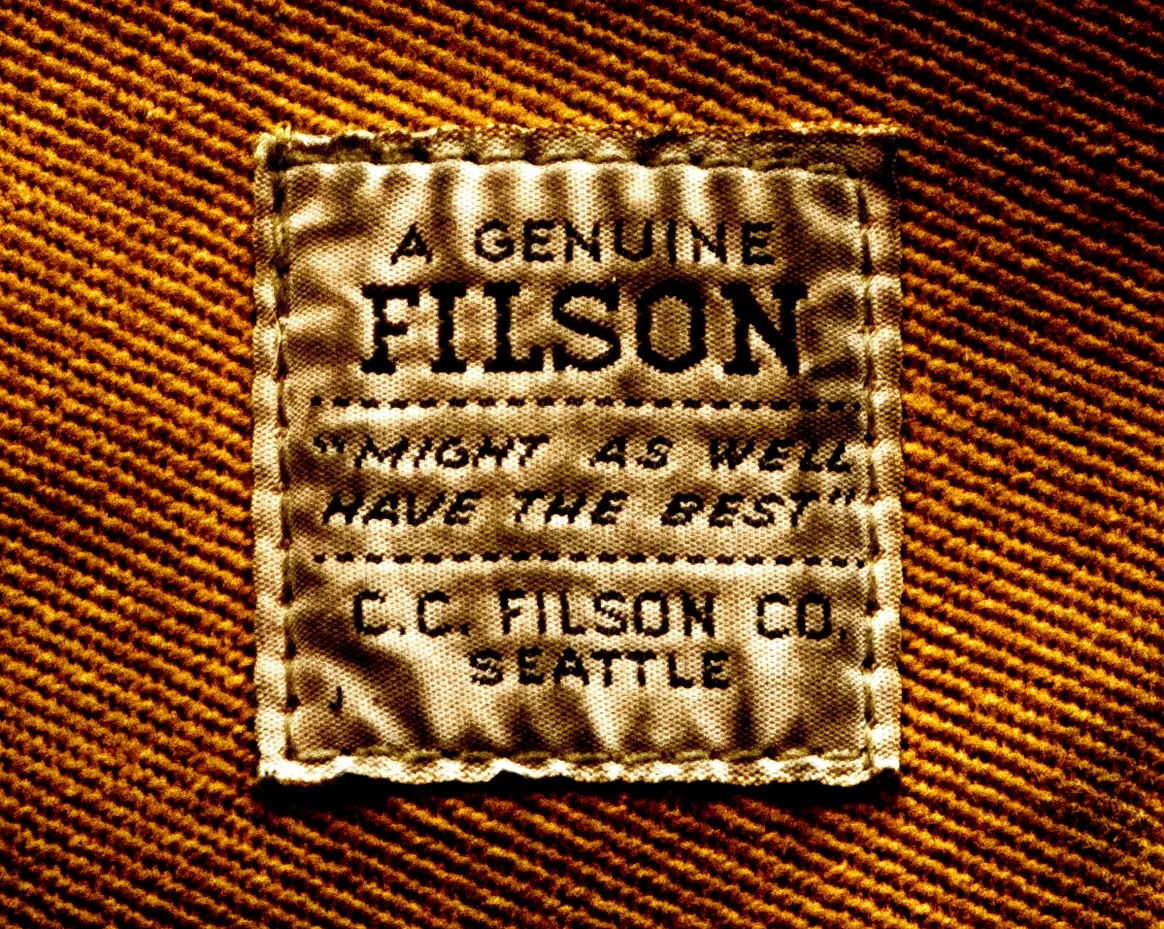 A GENUINE
FILSON
"MIGHT AS WELL
HAVE THE BEST"
C.C. FILSON CO.
SEATTLE
J